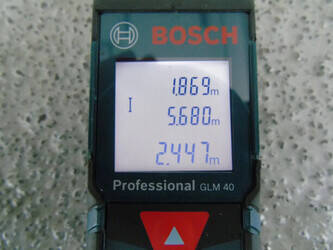 BOSCH
1.869m
5.680m
2.447m
Professional GLM 40